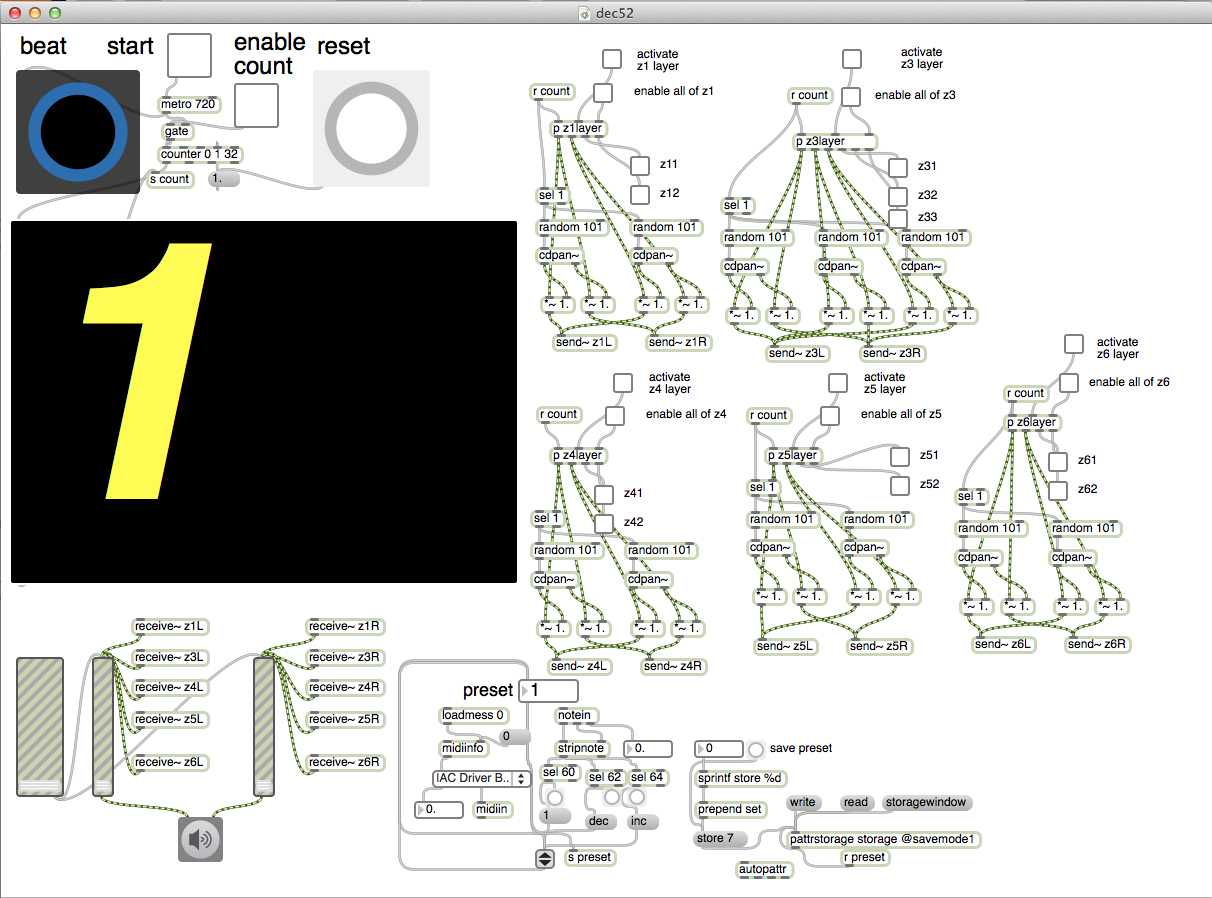 dec52
beat
start
enable
count
reset
metro 720
gate
counter 0 1 32
s count
1.
1
activate
z1 layer
r count
enable all of z1
p z1layer
z11
z12
sel 1
random 101
random 101
cdpan~
cdpan~
*~ 1.
*~ 1.
*~ 1.
*~ 1.
send~ z1L
send~ z1R
activate
z3 layer
r count
enable all of z3
p z3layer
z31
z32
z33
sel 1
random 101
random 101
random 101
cdpan~
cdpan~
cdpan~
*~ 1.
*~ 1.
*~ 1.
*~ 1.
*~ 1.
*~ 1.
send~ z3L
send~ z3R
activate
z4 layer
r count
enable all of z4
p z4layer
z41
z42
sel 1
random 101
random 101
cdpan~
cdpan~
*~ 1.
*~ 1.
*~ 1.
*~ 1.
send~ z4L
send~ z4R
activate
z5 layer
r count
enable all of z5
p z5layer
z51
z52
sel 1
random 101
random 101
cdpan~
cdpan~
*~ 1.
*~ 1.
*~ 1.
*~ 1.
send~ z5L
send~ z5R
activate
z6 layer
r count
enable all of z6
p z6layer
z61
z62
sel 1
random 101
random 101
cdpan~
cdpan~
*~ 1.
*~ 1.
*~ 1.
*~ 1.
send~ z6L
send~ z6R
receive~ z1L
receive~ z3L
receive~ z4L
receive~ z5L
receive~ z6L
receive~ z1R
receive~ z3R
receive~ z4R
receive~ z5R
receive~ z6R
preset
1
loadmess 0
0
midiinfo
IAC Driver B..
0.
midiin
notein
stripnote
0.
sel 60
sel 62
sel 64
1
dec
inc
s preset
0
save preset
sprintf store %d
prepend set
store 7
write
read
storagewindow
pattrstorage storage @savemode1
r preset
autopattr